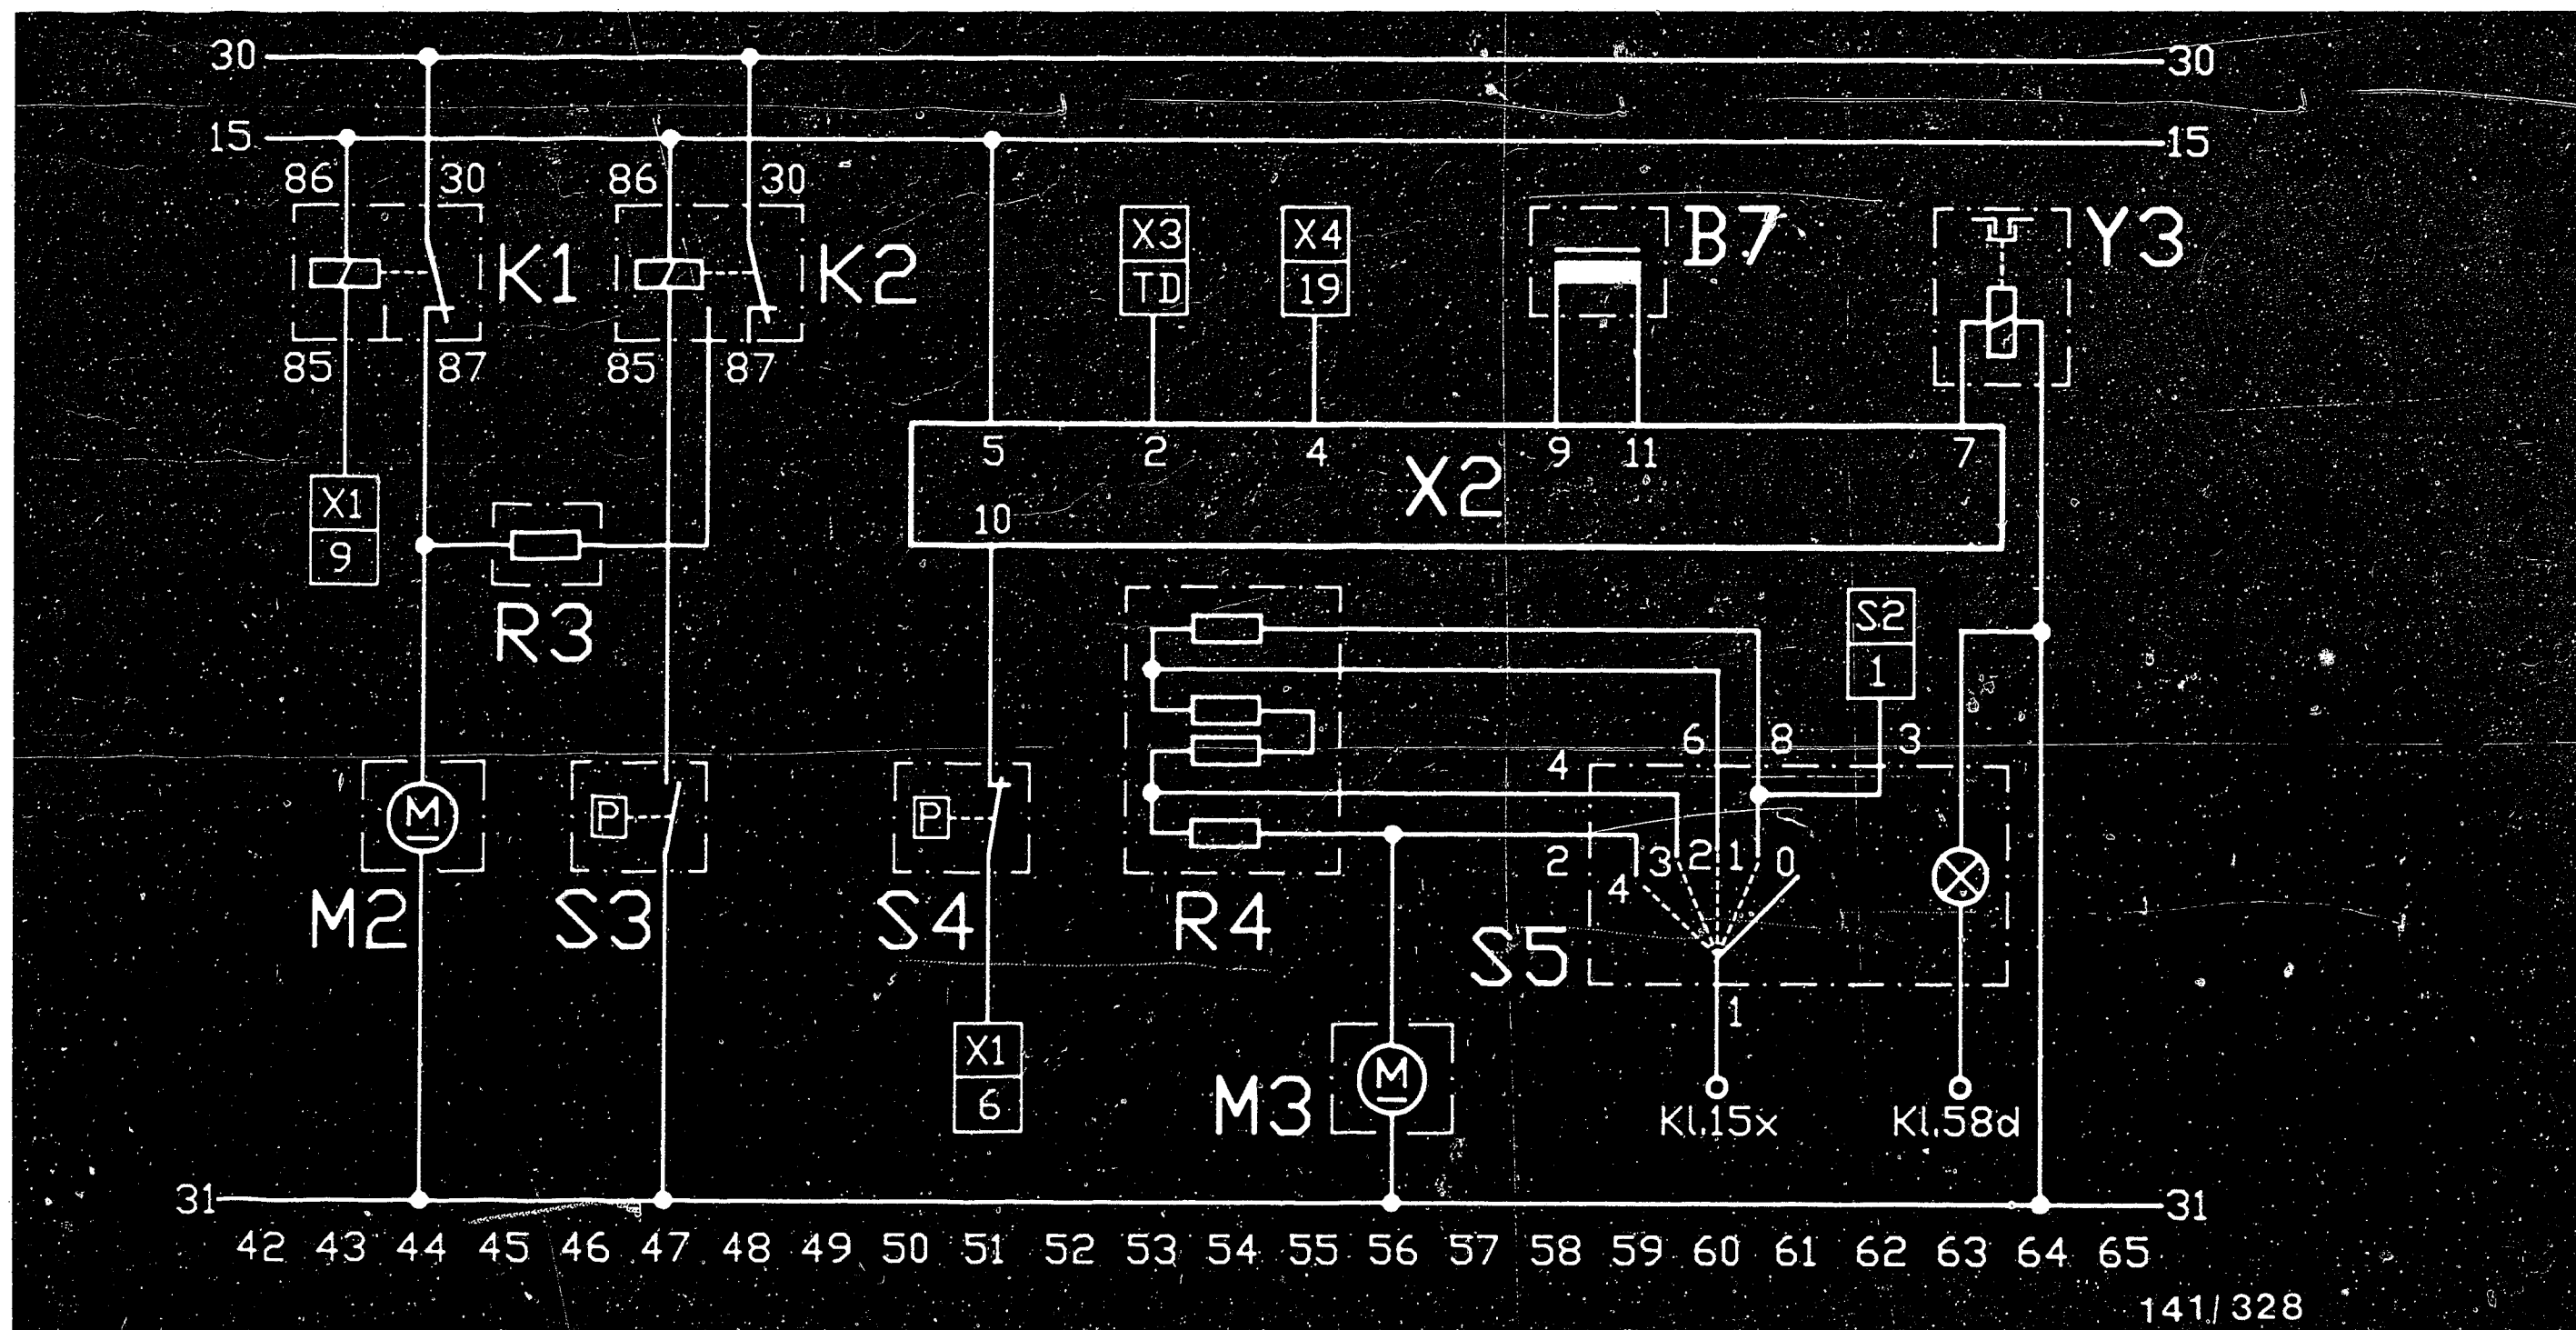 30 30
15 15
86 30 86 30
K1 K2 X3 X4 B7 Y3
TD 19
85 87 85 87
5 2 4 9 11 7
X2
X1 10
9
R3
S2
1
6 8 3
4
M P P
2 4 3 2 1 0
M2 S3 S4 R4 S5
1
X1
6
M3 M
Kl.15x Kl.58d
31 31
42 43 44 45 46 47 48 49 50 51 52 53 54 55 56 57 58 59 60 61 62 63 64 65
141/328